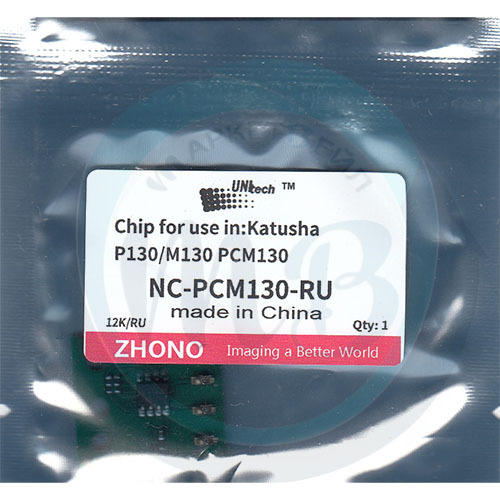 UNItech ™
Chip for use in:Katusha
P130/M130 PCM130
NC-PCM130-RU
made in China
12K/RU Qty: 1
ZHONO Imaging a Better World
MB